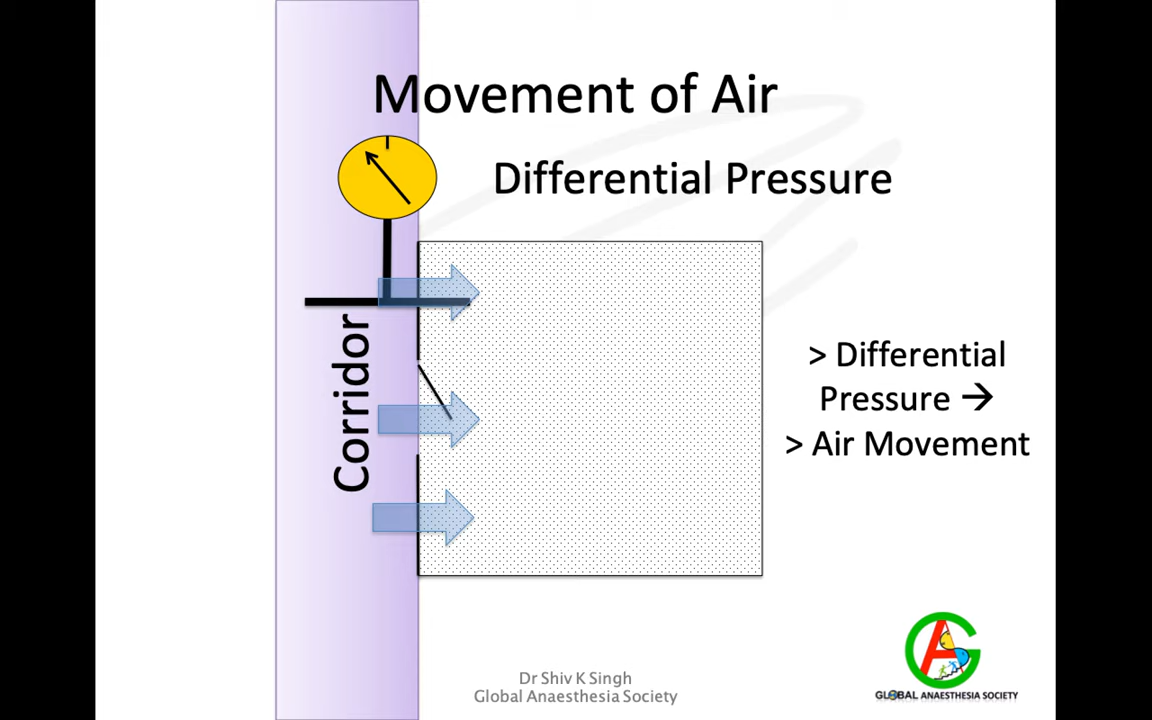 Movement of Air
Differential Pressure
Corridor
> Differential
Pressure →
> Air Movement
Dr Shiv K Singh
Global Anaesthesia Society
GLOBAL ANAESTHESIA SOCIETY